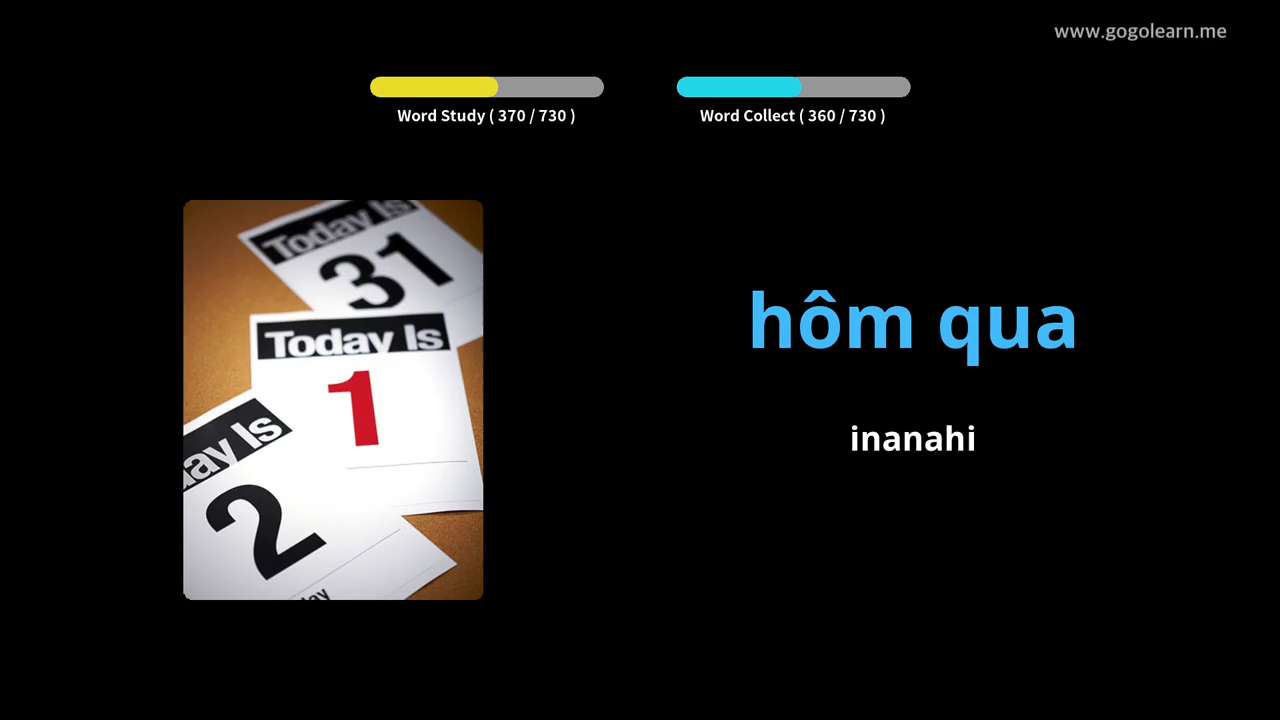 www.gogolearn.me
Word Study ( 370 / 730 )
Word Collect ( 360 / 730 )
Today Is
31
Today Is
1
ay Is
2
ay
hôm qua
inanahi